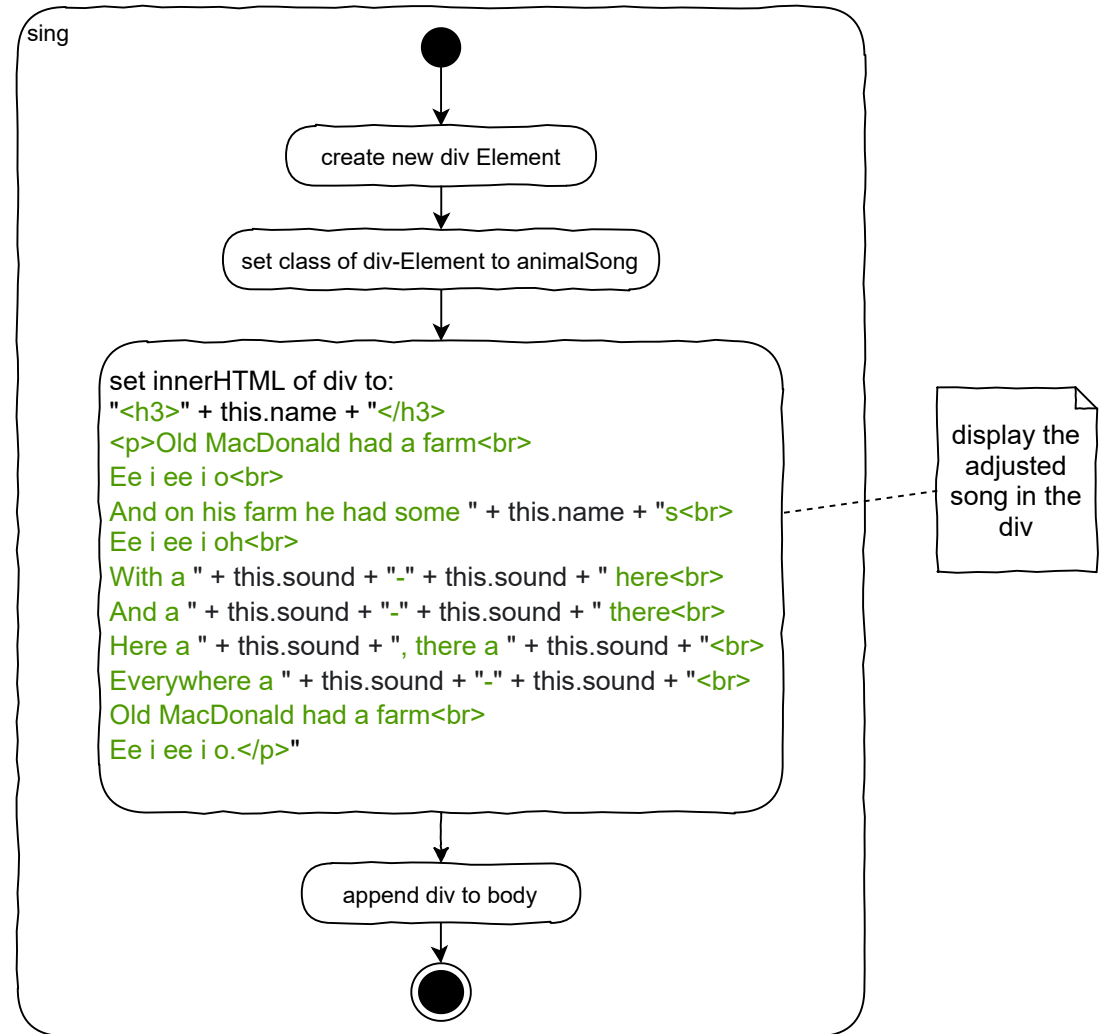 sing
create new div Element
set class of div-Element to animalSong
set innerHTML of div to:
"<h3>" + this.name + "</h3>
<p>Old MacDonald had a farm<br>
Ee i ee i o<br>
And on his farm he had some " + this.name + "s<br>
Ee i ee i oh<br>
With a " + this.sound + "-" + this.sound + " here<br>
And a " + this.sound + "-" + this.sound + " there<br>
Here a " + this.sound + ", there a " + this.sound + "<br>
Everywhere a " + this.sound + "-" + this.sound + "<br>
Old MacDonald had a farm<br>
Ee i ee i o.</p>"
display the
adjusted
song in the
div
append div to body